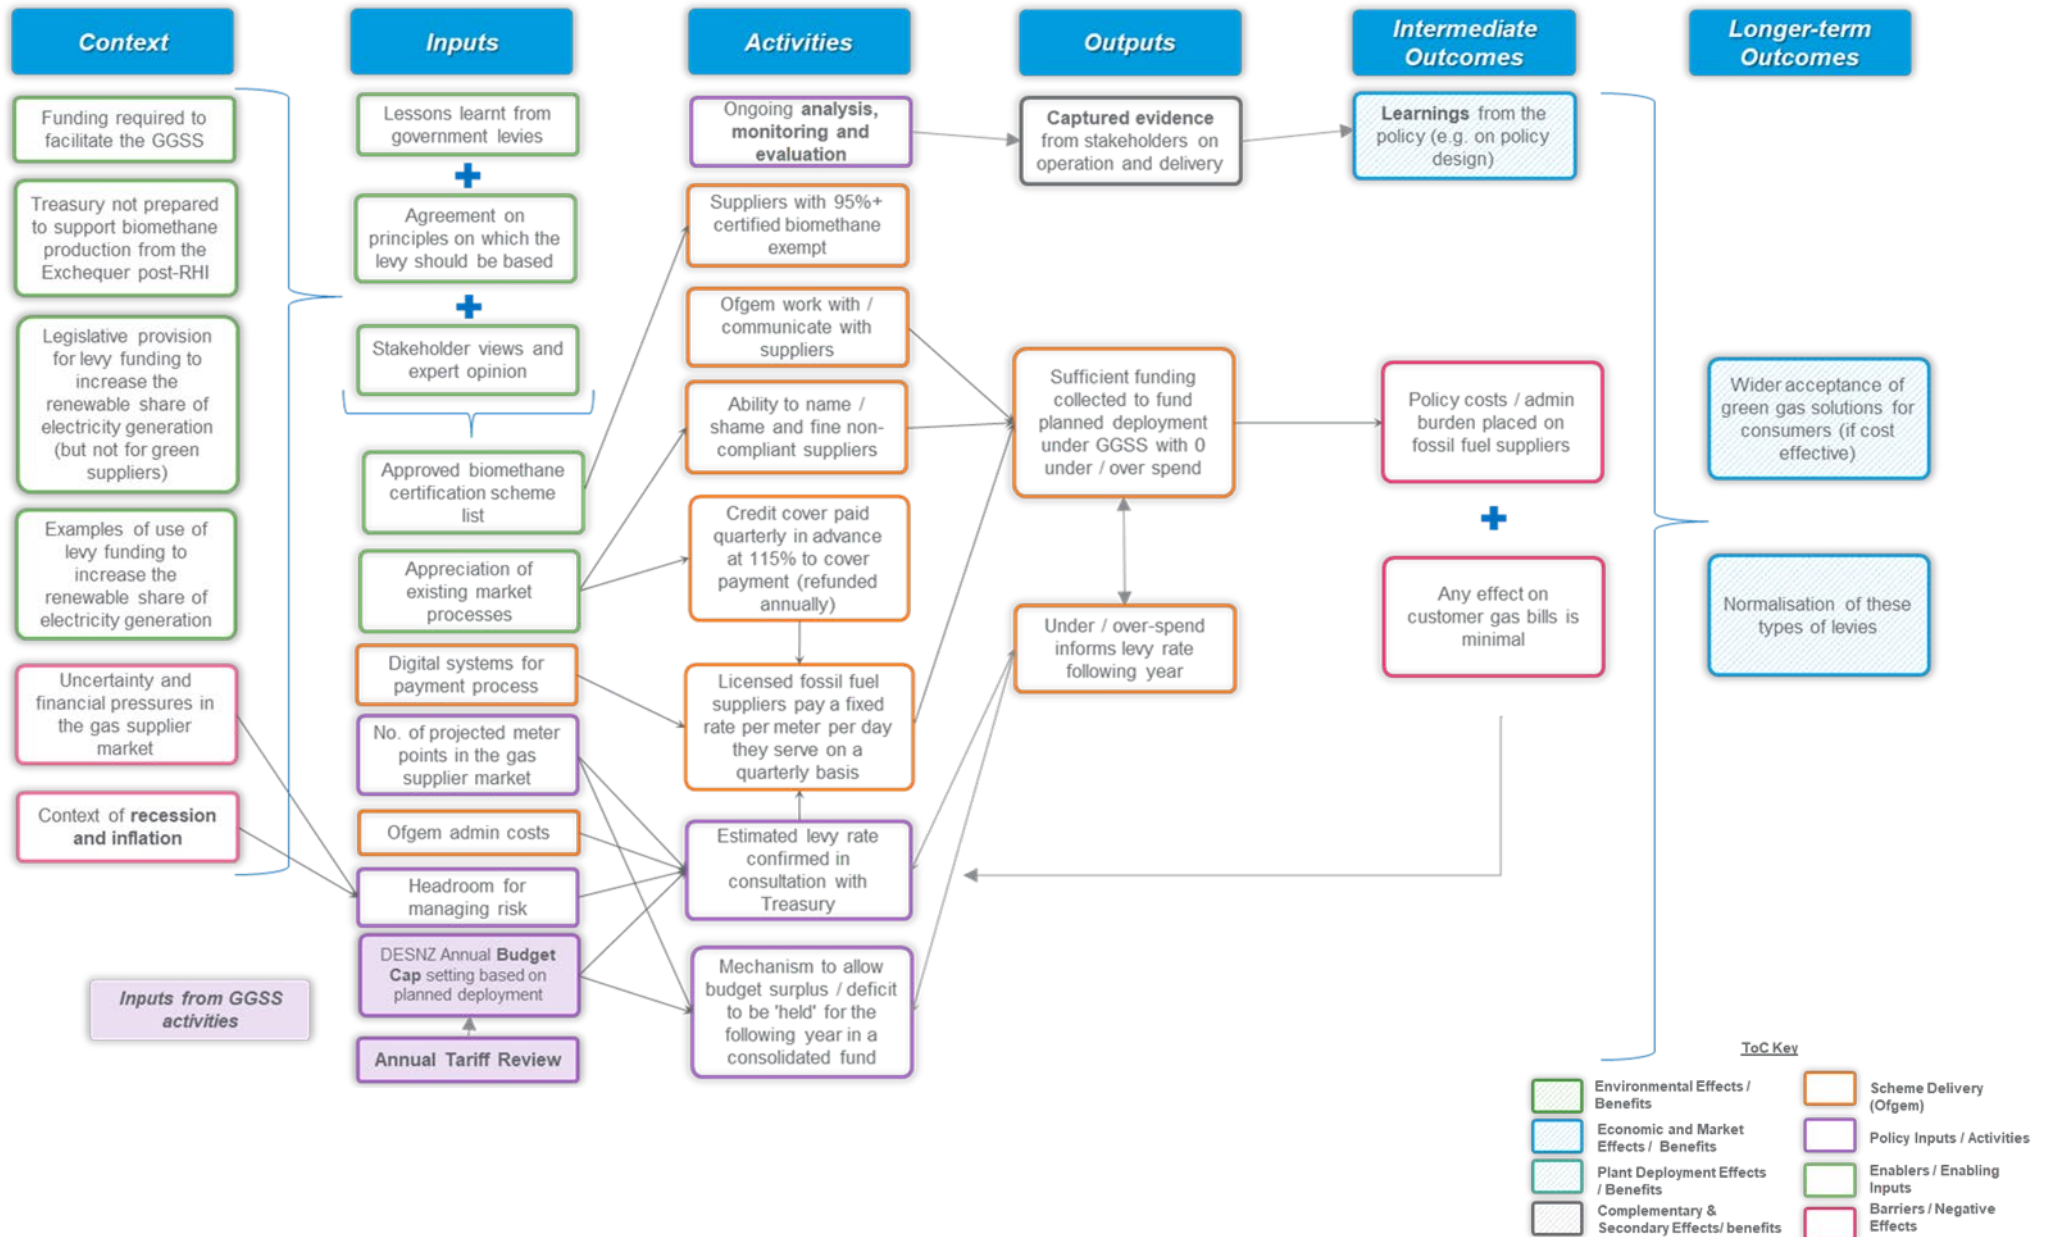 Context
Inputs
Activities
Outputs
Intermediate
Outcomes
Longer-term
Outcomes
Funding required to
facilitate the GGSS
Treasury not prepared
to support biomethane
production from the
Exchequer post-RHI
Legislative provision
for levy funding to
increase the
renewable share of
electricity generation
(but not for green
suppliers)
Examples of use of
levy funding to
increase the
renewable share of
electricity generation
Uncertainty and
financial pressures in
the gas supplier
market
Context of recession
and inflation
Inputs from GGSS
activities
Lessons learnt from
government levies
Agreement on
principles on which the
levy should be based
Stakeholder views and
expert opinion
Approved biomethane
certification scheme
list
Appreciation of
existing market
processes
Digital systems for
payment process
No. of projected meter
points in the gas
supplier market
Ofgem admin costs
Headroom for
managing risk
DESNZ Annual Budget
Cap setting based on
planned deployment
Annual Tariff Review
Ongoing analysis,
monitoring and
evaluation
Suppliers with 95%+
certified biomethane
exempt
Ofgem work with /
communicate with
suppliers
Ability to name /
shame and fine non-
compliant suppliers
Credit cover paid
quarterly in advance
at 115% to cover
payment (refunded
annually)
Licensed fossil fuel
suppliers pay a fixed
rate per meter per day
they serve on a
quarterly basis
Estimated levy rate
confirmed in
consultation with
Treasury
Mechanism to allow
budget surplus / deficit
to be 'held' for the
following year in a
consolidated fund
Captured evidence
from stakeholders on
operation and delivery
Sufficient funding
collected to fund
planned deployment
under GGSS with 0
under / over spend
Under / over-spend
informs levy rate
following year
Learnings from the
policy (e.g. on policy
design)
Policy costs / admin
burden placed on
fossil fuel suppliers
Any effect on
customer gas bills is
minimal
Wider acceptance of
green gas solutions for
consumers (if cost
effective)
Normalisation of these
types of levies
ToC Key
Environmental Effects /
Benefits
Economic and Market
Effects / Benefits
Plant Deployment Effects
/ Benefits
Complementary &
Secondary Effects/ benefits
Scheme Delivery
(Ofgem)
Policy Inputs / Activities
Enablers / Enabling
Inputs
Barriers / Negative
Effects